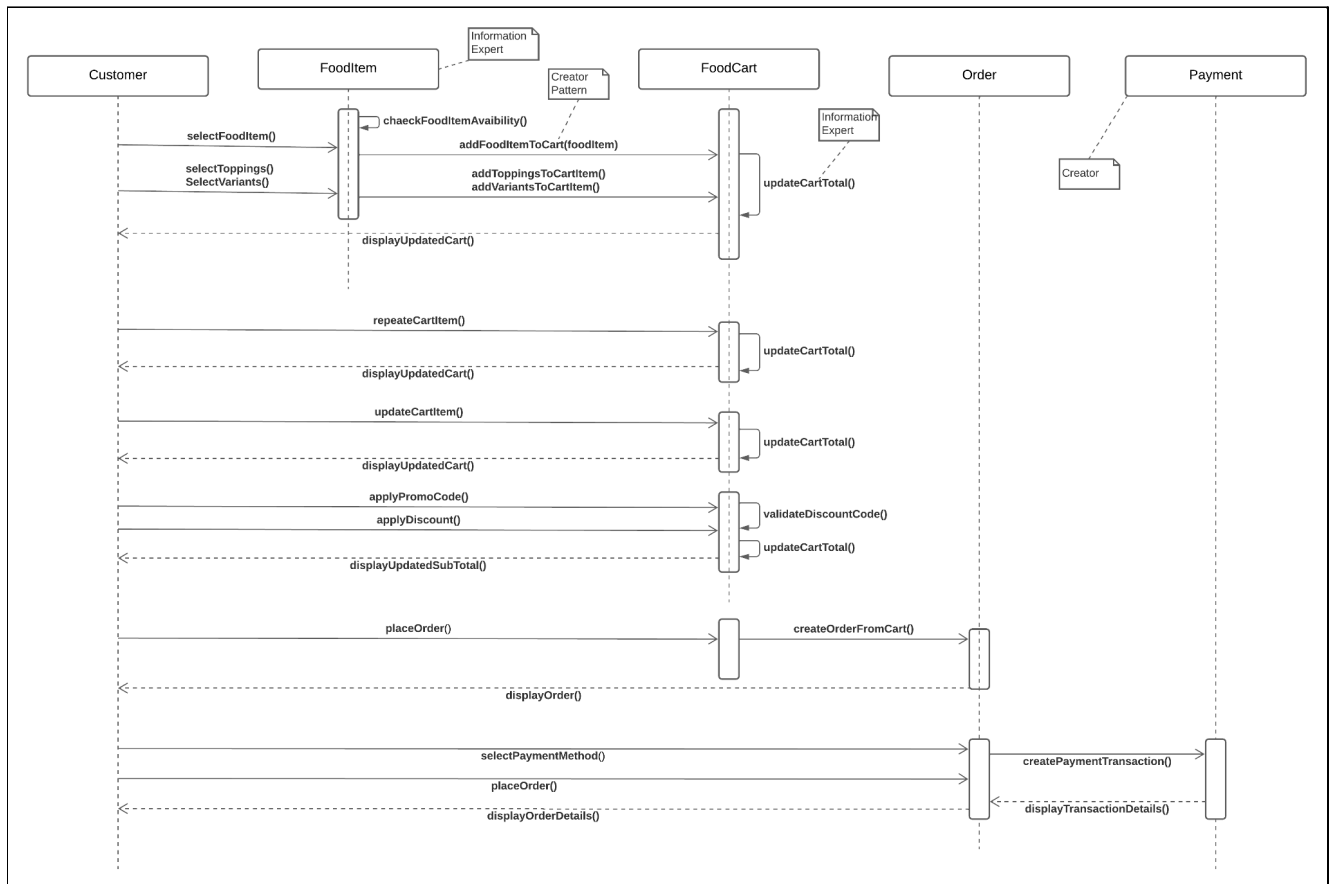 Information
Expert
Customer
FoodItem
FoodCart
Order
Payment
Creator
Pattern
chaeckFoodItemAvaibility()
Information
Expert
selectFoodItem()
addFoodItemToCart(foodItem)
selectToppings()
SelectVariants()
addToppingsToCartItem()
addVariantsToCartItem()
updateCartTotal()
Creator
displayUpdatedCart()
repeateCartItem()
updateCartTotal()
displayUpdatedCart()
updateCartItem()
updateCartTotal()
displayUpdatedCart()
applyPromoCode()
validateDiscountCode()
applyDiscount()
updateCartTotal()
displayUpdatedSubTotal()
placeOrder()
createOrderFromCart()
displayOrder()
selectPaymentMethod()
createPaymentTransaction()
placeOrder()
displayTransactionDetails()
displayOrderDetails()